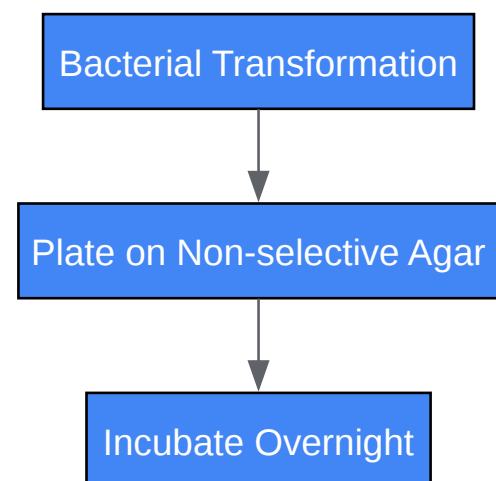 Bacterial Transformation
Plate on Non-selective Agar
Incubate Overnight